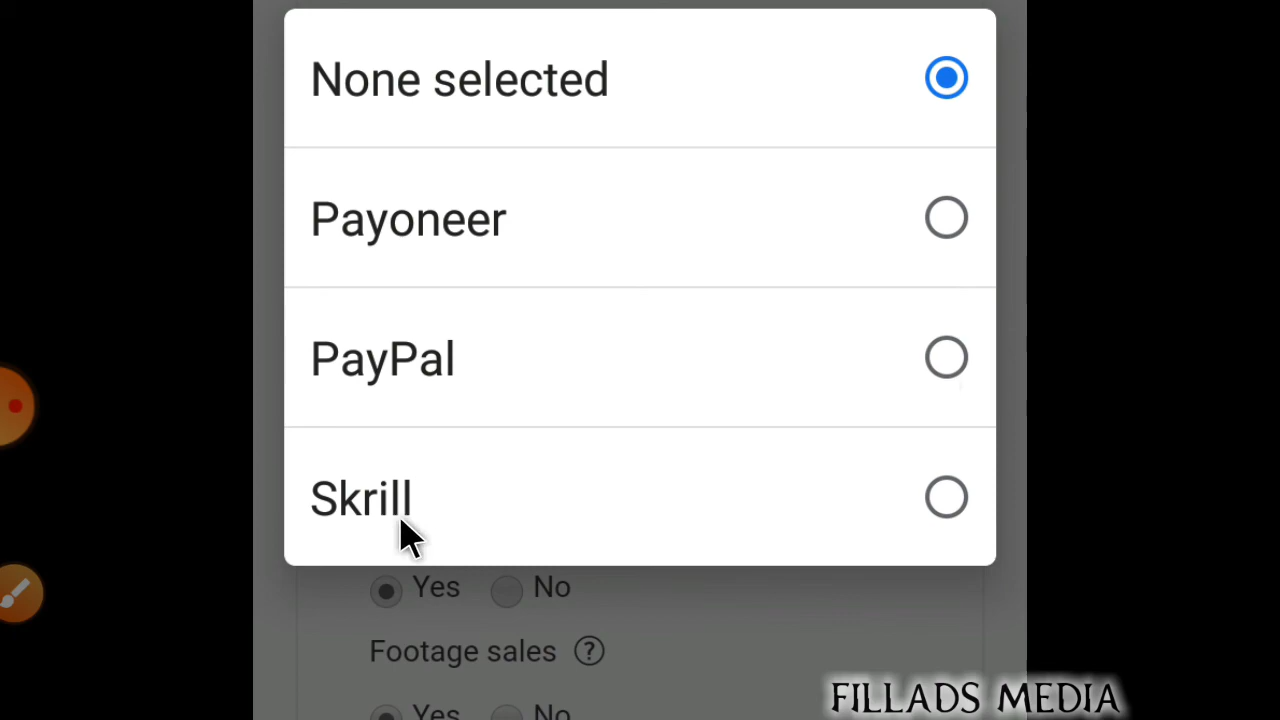 None selected
Payoneer
PayPal
Skrill
Yes No
Footage sales ?
Yes No
FILLADS MEDIA